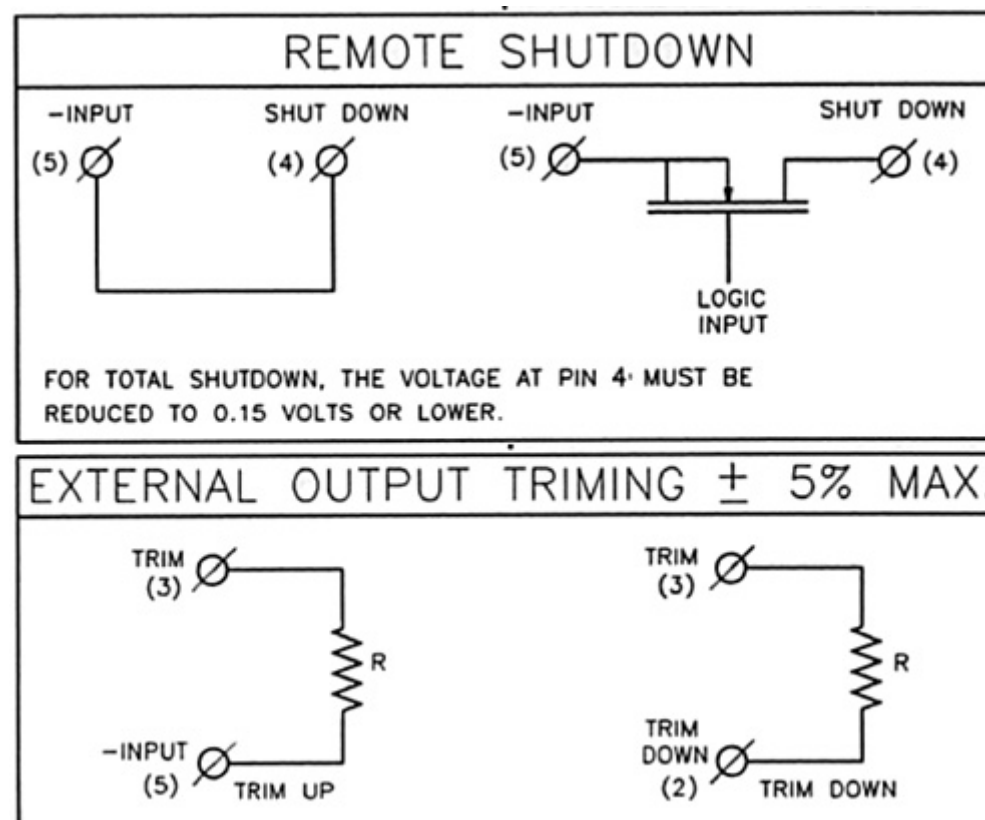 REMOTE SHUTDOWN
-INPUT
(5)
SHUT DOWN
(4)
-INPUT
(5)
SHUT DOWN
(4)
LOGIC
INPUT
FOR TOTAL SHUTDOWN, THE VOLTAGE AT PIN 4 MUST BE
REDUCED TO 0.15 VOLTS OR LOWER.
EXTERNAL OUTPUT TRIMING ± 5% MAX.
TRIM
(3)
R
-INPUT
(5)
TRIM UP
TRIM
(3)
R
TRIM
DOWN
(2)
TRIM DOWN